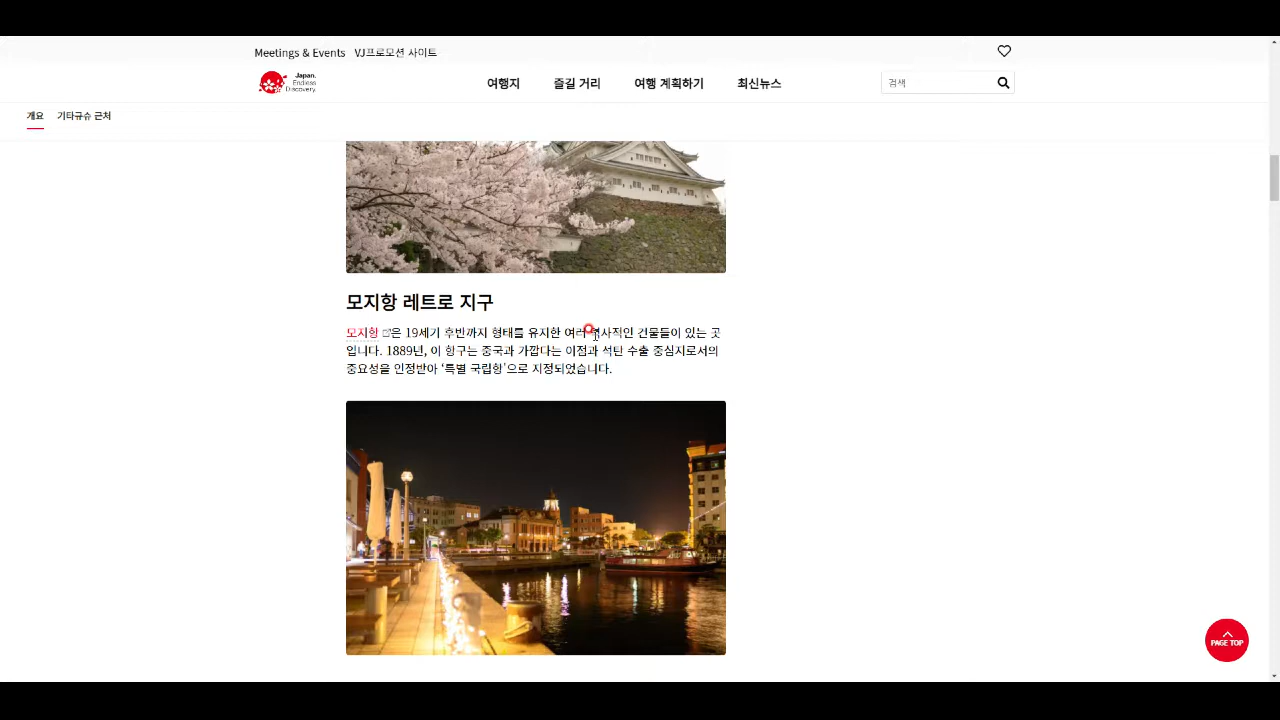 Meetings & Events VJ프로모션 사이트
Japan.
Endless
Discovery.
여행지 즐길 거리 여행 계획하기 최신뉴스 검색
개요 기타큐슈 근처
모지항 레트로 지구
모지항 은 19세기 후반까지 형태를 유지한 여러 역사적인 건물들이 있는 곳
입니다. 1889년, 이 항구는 중국과 가깝다는 이점과 석탄 수출 중심지로서의
중요성을 인정받아 ‘특별 국립항’으로 지정되었습니다.
PAGE TOP